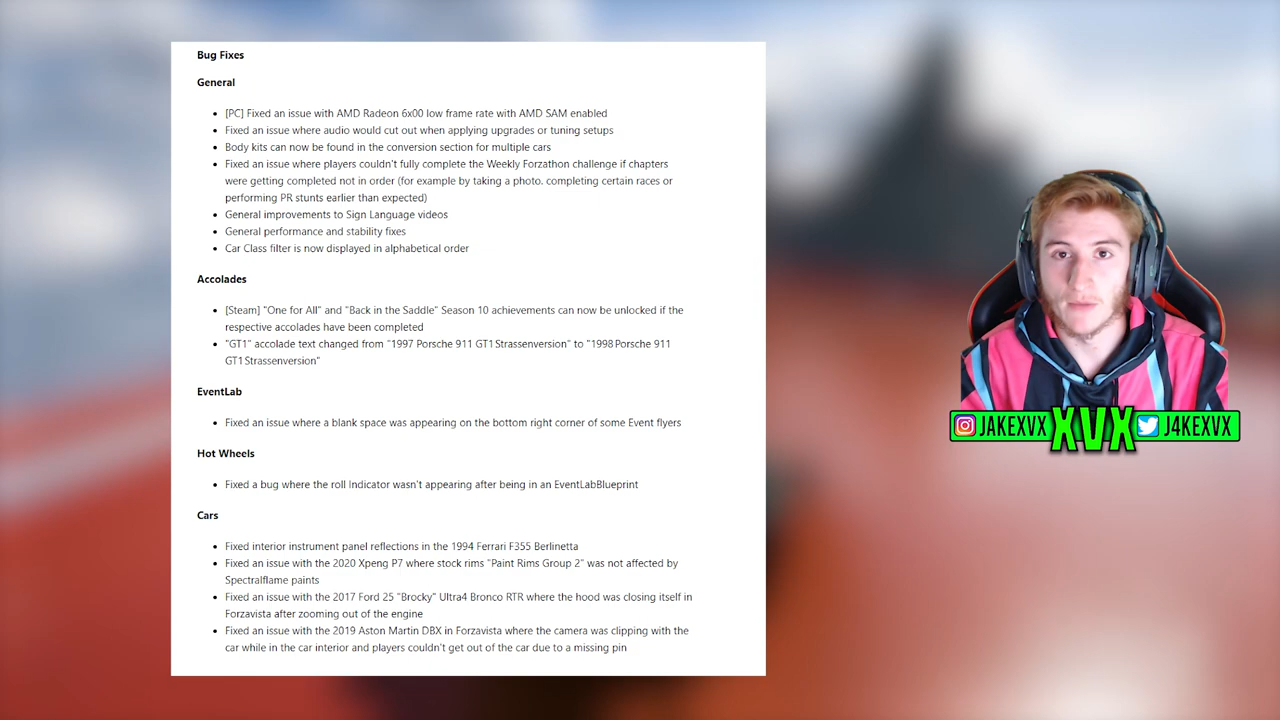 Bug Fixes
General
[PC] Fixed an issue with AMD Radeon 6x00 low frame rate with AMD SAM enabled
Fixed an issue where audio would cut out when applying upgrades or tuning setups
Body kits can now be found in the conversion section for multiple cars
Fixed an issue where players couldn't fully complete the Weekly Forzathon challenge if chapters
were getting completed not in order (for example by taking a photo. completing certain races or
performing PR stunts earlier than expected)
General improvements to Sign Language videos
General performance and stability fixes
Car Class filter is now displayed in alphabetical order
Accolades
[Steam] "One for All" and "Back in the Saddle" Season 10 achievements can now be unlocked if the
respective accolades have been completed
"GT1" accolade text changed from "1997 Porsche 911 GT1 Strassenversion" to "1998 Porsche 911
GT1 Strassenversion"
EventLab
Fixed an issue where a blank space was appearing on the bottom right corner of some Event flyers
Hot Wheels
Fixed a bug where the roll Indicator wasn't appearing after being in an EventLabBlueprint
Cars
Fixed interior instrument panel reflections in the 1994 Ferrari F355 Berlinetta
Fixed an issue with the 2020 Xpeng P7 where stock rims "Paint Rims Group 2" was not affected by
Spectralflame paints
Fixed an issue with the 2017 Ford 25 "Brocky" Ultra4 Bronco RTR where the hood was closing itself in
Forzavista after zooming out of the engine
Fixed an issue with the 2019 Aston Martin DBX in Forzavista where the camera was clipping with the
car while in the car interior and players couldn't get out of the car due to a missing pin
JAKEXVX XVX J4KEXVX